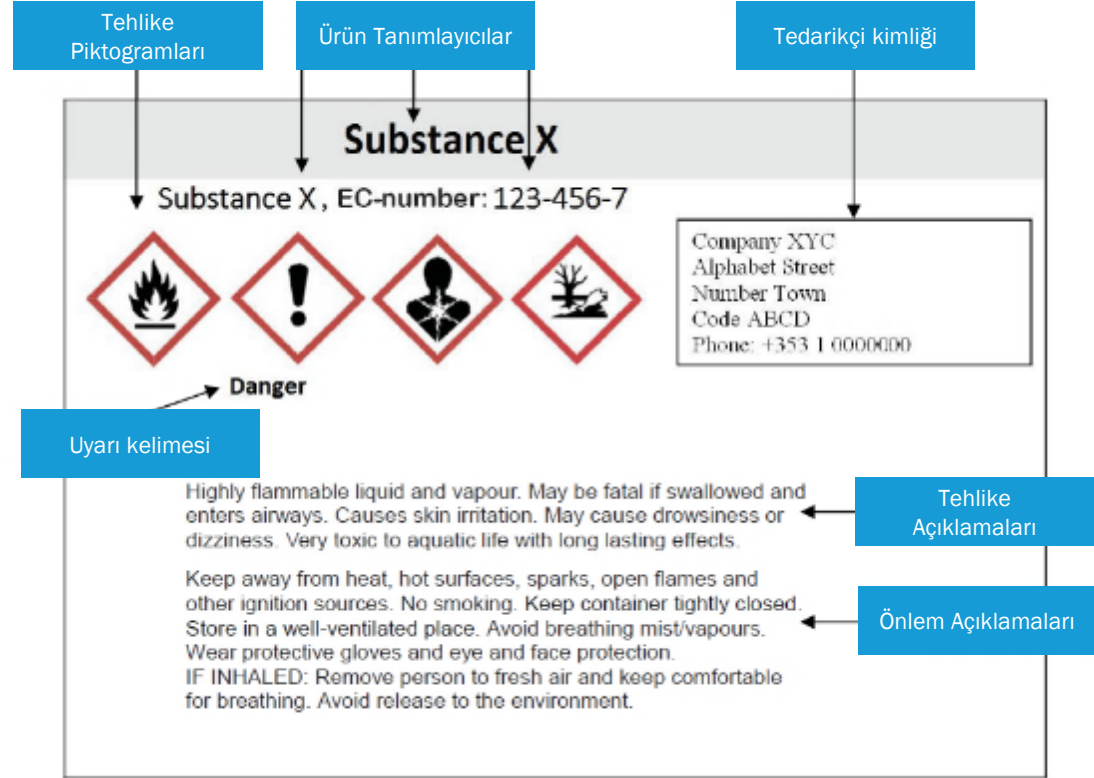 Tehlike
Piktogramları
Ürün Tanımlayıcılar
Tedarikçi kimliği
Substance X
Substance X, EC-number: 123-456-7
Company XYC
Alphabet Street
Number Town
Code ABCD
Phone: +353 1 0000000
Danger
Uyarı kelimesi
Highly flammable liquid and vapour. May be fatal if swallowed and
enters airways. Causes skin irritation. May cause drowsiness or
dizziness. Very toxic to aquatic life with long lasting effects.
Tehlike
Açıklamaları
Keep away from heat, hot surfaces, sparks, open flames and
other ignition sources. No smoking. Keep container tightly closed.
Store in a well-ventilated place. Avoid breathing mist/vapours.
Wear protective gloves and eye and face protection.
IF INHALED: Remove person to fresh air and keep comfortable
for breathing. Avoid release to the environment.
Önlem Açıklamaları